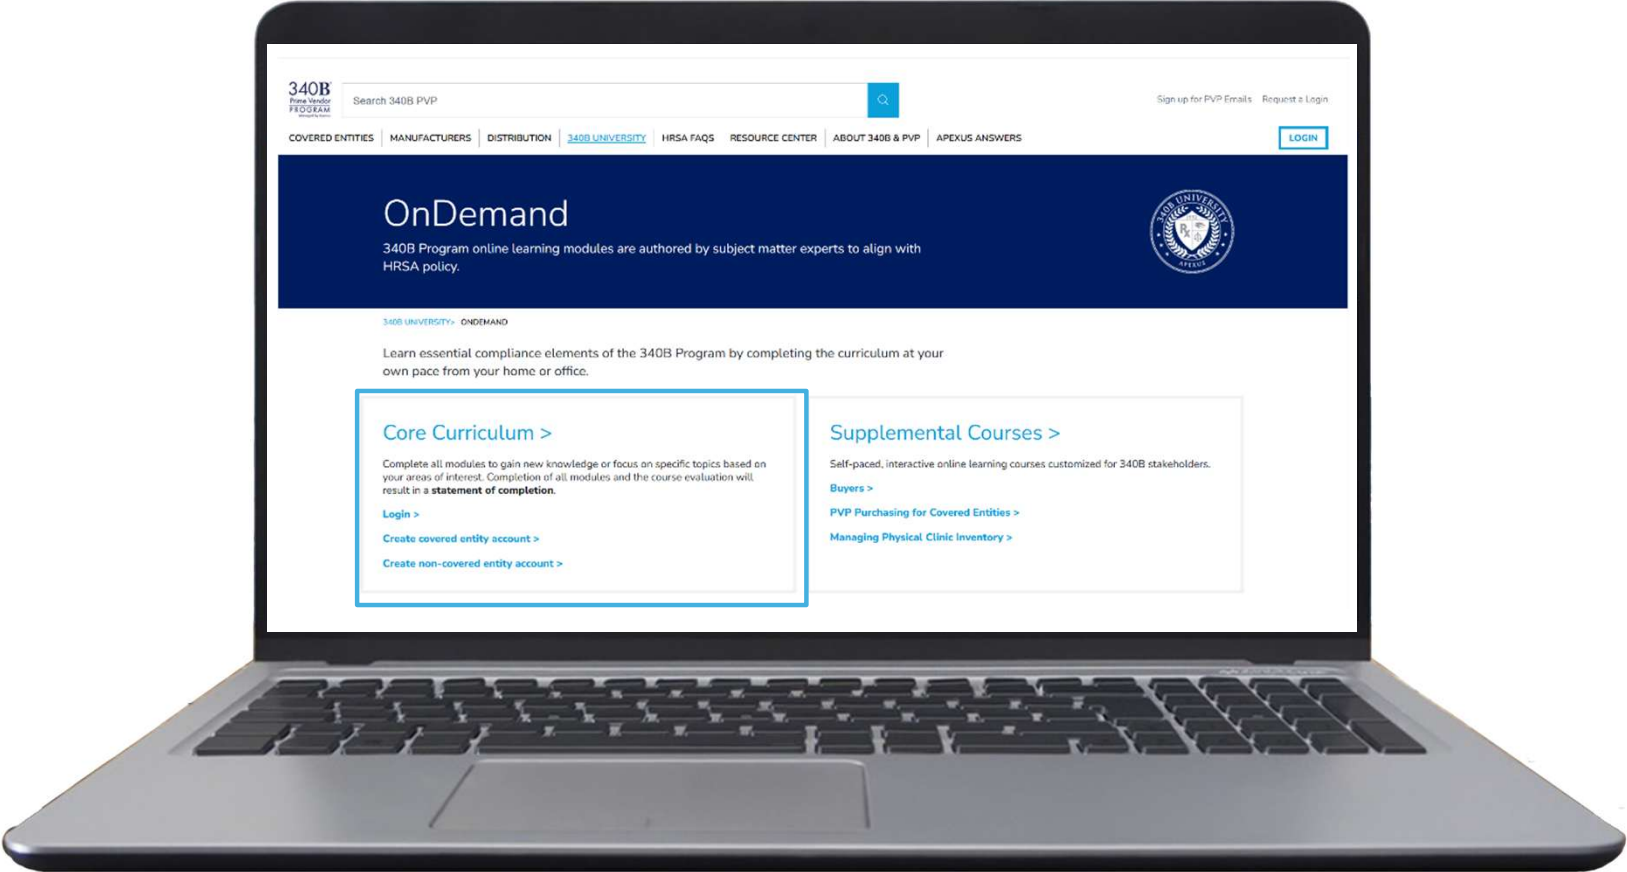 340B
Prime Vendor
PROGRAM
Search 340B PVP
Sign up for PVP Emails
Request a Login
COVERED ENTITIES
MANUFACTURERS
DISTRIBUTION
340B UNIVERSITY
HRSA FAQS
RESOURCE CENTER
ABOUT 340B & PVP
APEXUS ANSWERS
LOGIN
OnDemand
340B Program online learning modules are authored by subject matter experts to align with
HRSA policy.
340B UNIVERSITY
Rx
APEXUS
340B UNIVERSITY> ONDEMAND
Learn essential compliance elements of the 340B Program by completing the curriculum at your
own pace from your home or office.
Core Curriculum >
Complete all modules to gain new knowledge or focus on specific topics based on
your areas of interest. Completion of all modules and the course evaluation will
result in a statement of completion.
Login >
Create covered entity account >
Create non-covered entity account >
Supplemental Courses >
Self-paced, interactive online learning courses customized for 340B stakeholders.
Buyers >
PVP Purchasing for Covered Entities >
Managing Physical Clinic Inventory >